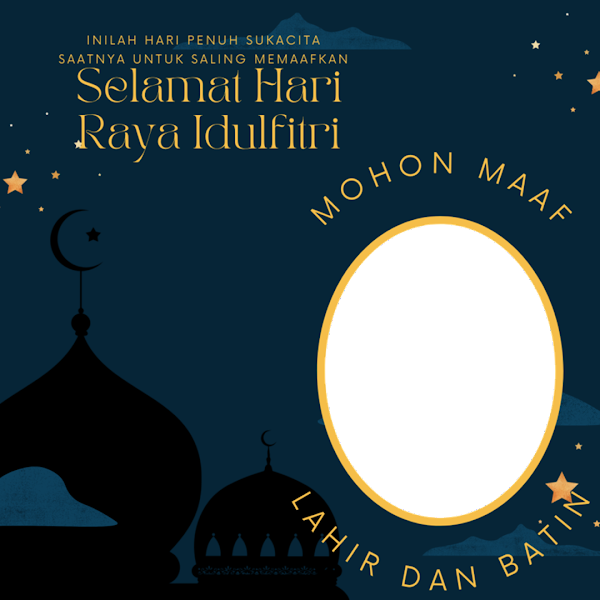 INILAH HARI PENUH SUKACITA
SAATNYA UNTUK SALING MEMAAFKAN
Selamat Hari
Raya Idulfitri
MOHON MAAF
LAHIR DAN BATIN